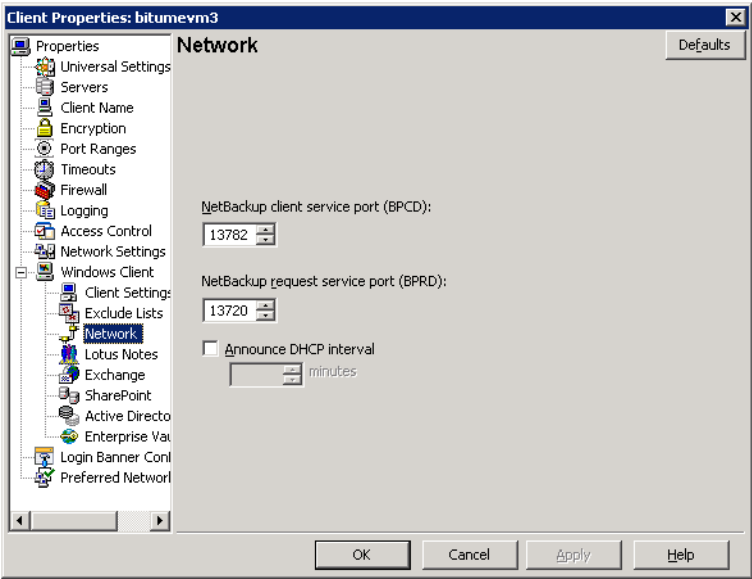 Client Properties: bitumevm3
Properties
Universal Settings
Servers
Client Name
Encryption
Port Ranges
Timeouts
Firewall
Logging
Access Control
Network Settings
Windows Client
Client Settings
Exclude Lists
Network
Lotus Notes
Exchange
SharePoint
Active Directo
Enterprise Vau
Login Banner Conf
Preferred Network
Network
Defaults
NetBackup client service port (BPCD):
13782
NetBackup request service port (BPRD):
13720
Announce DHCP interval
minutes
OK
Cancel
Apply
Help